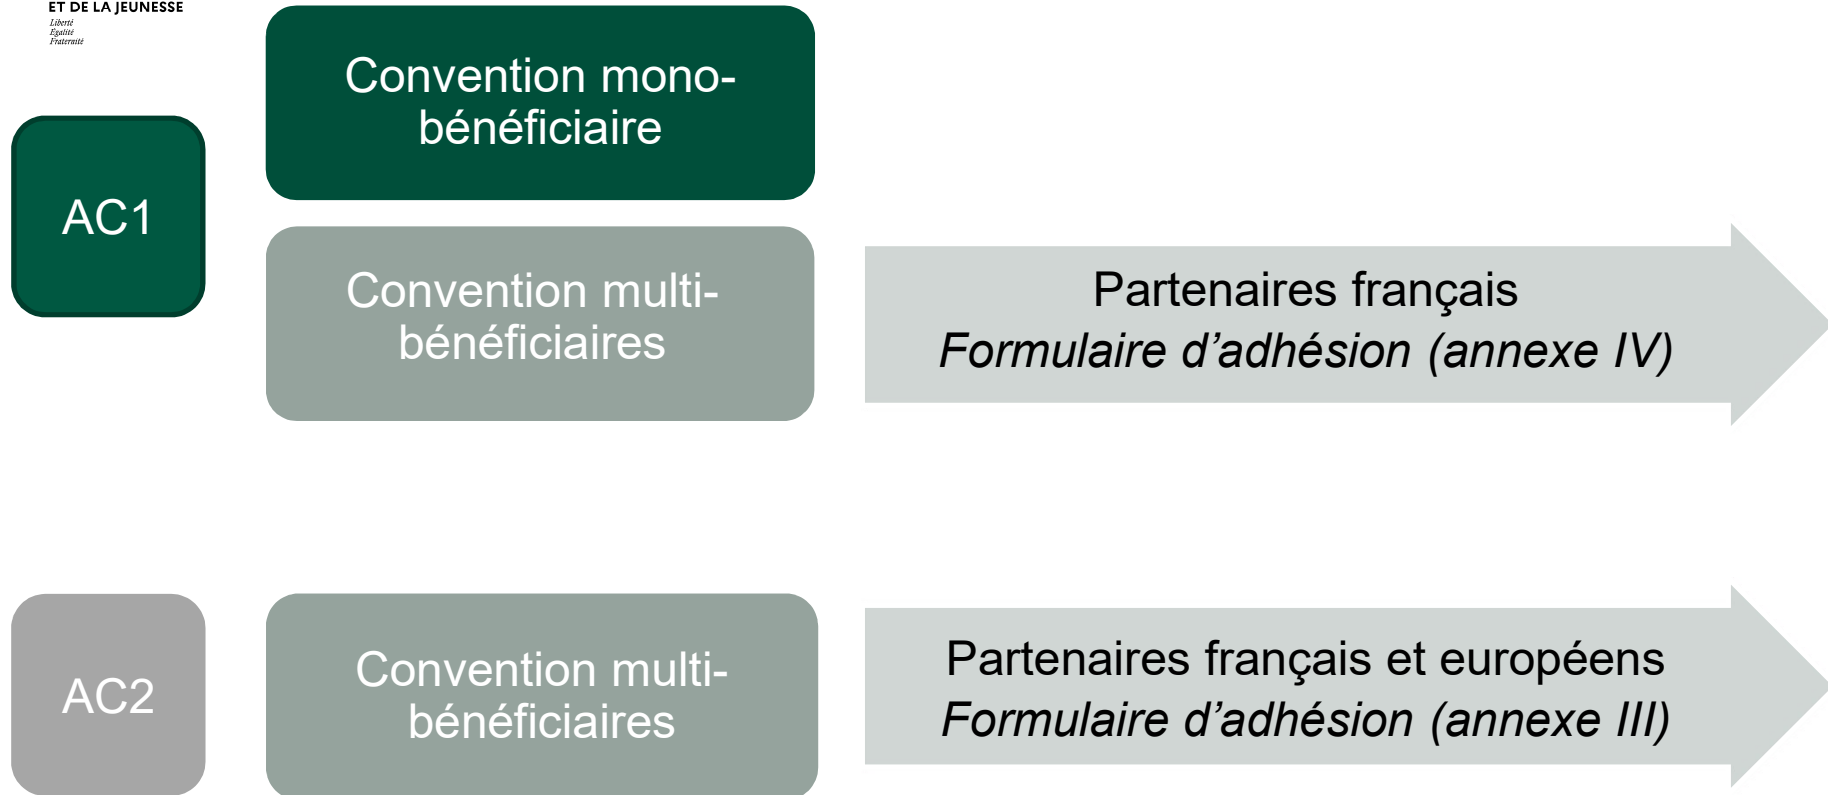 ET DE LA JEUNESSE
Liberté
Égalité
Fraternité
Convention mono-
bénéficiaire
AC1
Convention multi-
bénéficiaires
Partenaires français
Formulaire d’adhésion (annexe IV)
AC2
Convention multi-
bénéficiaires
Partenaires français et européens
Formulaire d’adhésion (annexe III)